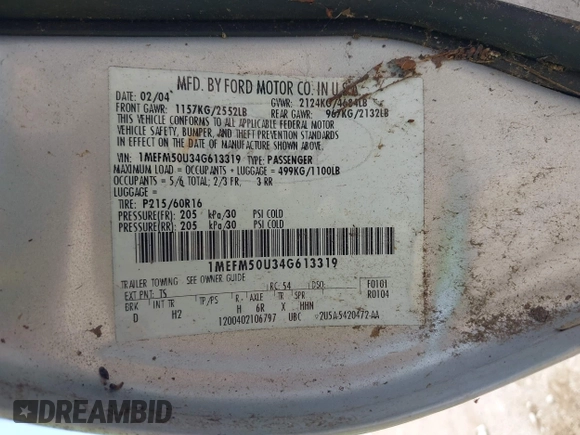 MFD. BY FORD MOTOR CO. IN U.S.A.
DATE: 02/04
GVWR: 2124KG/4684LB
FRONT GAWR: 1157KG/2552LB
REAR GAWR: 967KG/2132LB
THIS VEHICLE CONFORMS TO ALL APPLICABLE FEDERAL MOTOR
VEHICLE SAFETY, BUMPER, AND THEFT PREVENTION STANDARDS
IN EFFECT ON THE DATE OF MANUFACTURE SHOWN ABOVE.
VIN: 1MEFM50U34G613319 TYPE: PASSENGER
MAXIMUM LOAD = OCCUPANTS + LUGGAGE = 499KG/1100LB
OCCUPANTS = 5/6 TOTAL; 2/3 FR, 3 RR
LUGGAGE =
TIRE: P215/60R16
PRESSURE(FR): 205 kPa/30 PSI COLD
PRESSURE(RR): 205 kPa/30 PSI COLD
1MEFM50U34G613319
TRAILER TOWING SEE OWNER GUIDE
EXT PNT: TS RC: 54 DSO: F0101
BRK INT TR TP/PS R AXLE TR SPR R0104
D H2 H 6R X HHN
1200402106797 UBC 2U5A5420472 AA
DREAMBID